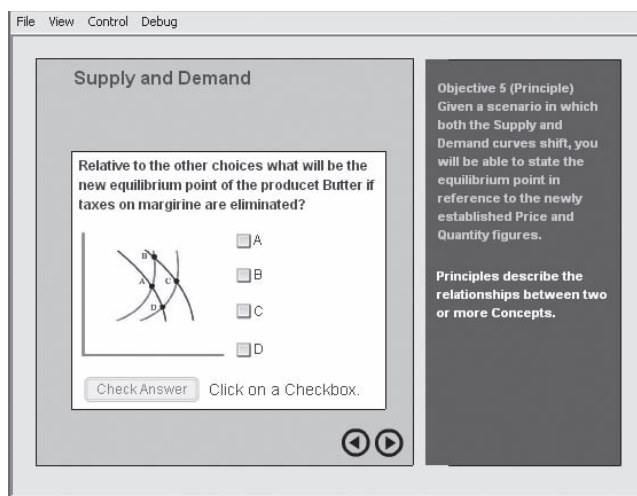 File View Control Debug
Supply and Demand
Relative to the other choices what will be the
new equilibrium point of the producet Butter if
taxes on margirine are eliminated?
A
B
C
D
B
A
C
D
Check Answer Click on a Checkbox.
Objective 5 (Principle)
Given a scenario in which
both the Supply and
Demand curves shift, you
will be able to state the
equilibrium point in
reference to the newly
established Price and
Quantity figures.
Principles describe the
relationships between two
or more Concepts.